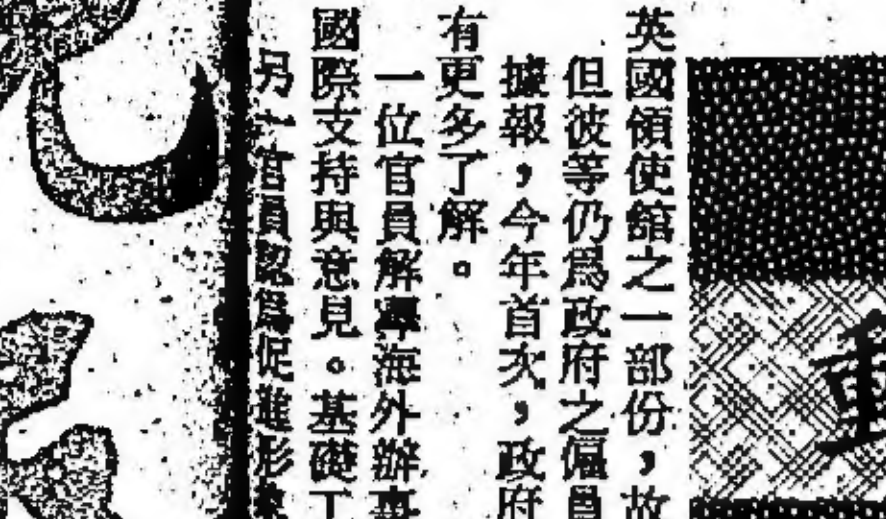 英國領使舘之一部份，故
但彼等仍爲政府之僱員
據報，今年首次，政府
有更多了解。
一位官員解釋海外辦事
國際支持與意見。基礎工
另一官員認爲促進形象
重